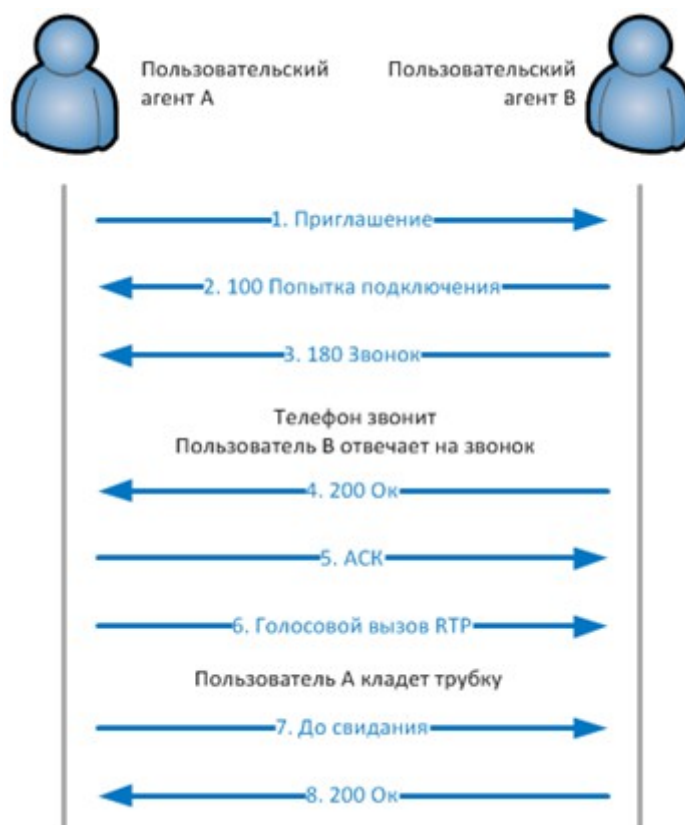 Пользовательский
агент А
Пользовательский
агент В
1. Приглашение
2. 100 Попытка подключения
3. 180 Звонок
Телефон звонит
Пользователь В отвечает на звонок
4. 200 Ок
5. АСК
6. Голосовой вызов RTP
Пользователь А кладет трубку
7. До свидания
8. 200 Ок